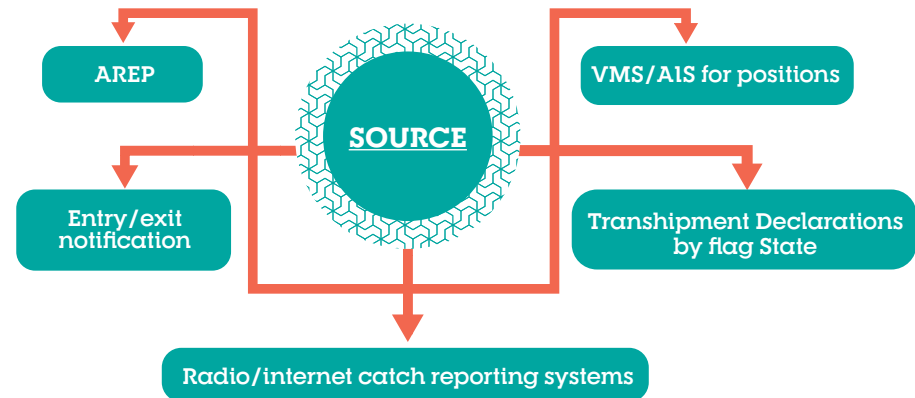 AREP
VMS/AIS for positions
SOURCE
Entry/exit
notification
Transhipment Declarations
by flag State
Radio/internet catch reporting systems